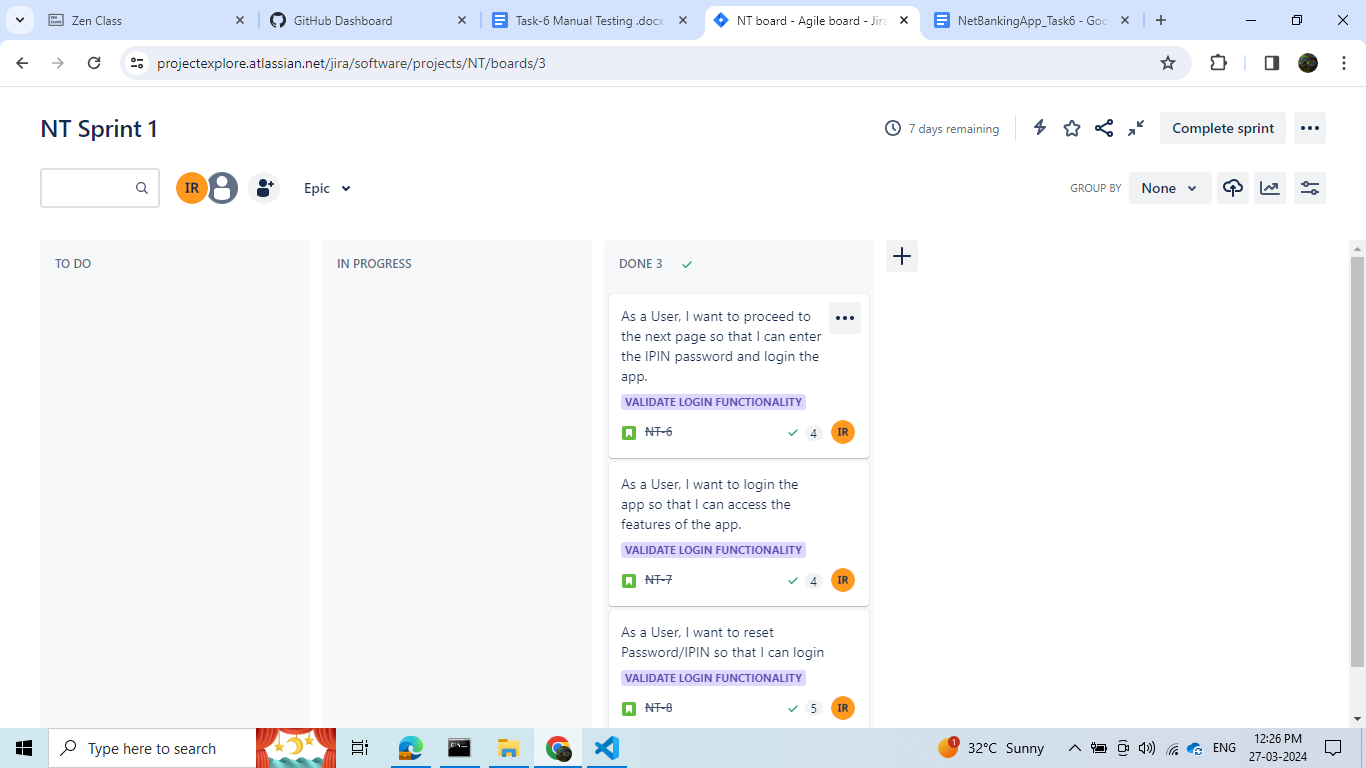 Zen Class
GitHub Dashboard
Task-6 Manual Testing .docx
NT board - Agile board - Jira
NetBankingApp_Task6 - Goo
projectexplore.atlassian.net/jira/software/projects/NT/boards/3
NT Sprint 1
7 days remaining
Complete sprint
IR
Epic
GROUP BY
None
TO DO
IN PROGRESS
DONE 3
As a User, I want to proceed to
the next page so that I can enter
the IPIN password and login the
app.
VALIDATE LOGIN FUNCTIONALITY
NT-6
4
IR
As a User, I want to login the
app so that I can access the
features of the app.
VALIDATE LOGIN FUNCTIONALITY
NT-7
4
IR
As a User, I want to reset
Password/IPIN so that I can login
VALIDATE LOGIN FUNCTIONALITY
NT-8
5
IR
Type here to search
1
32°C Sunny
ENG
12:26 PM
27-03-2024